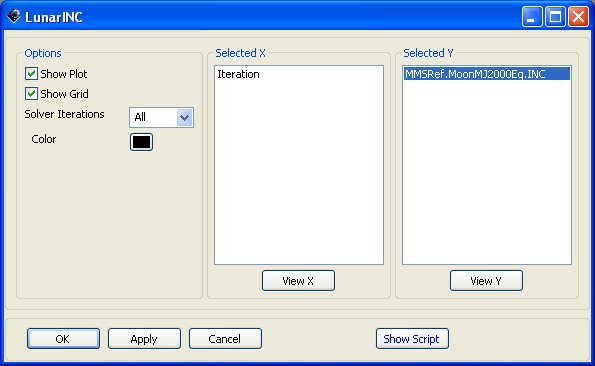 LunarINC
Options
Show Plot
Show Grid
Solver Iterations
All
Color
Selected X
Iteration
View X
Selected Y
MMSRef.MoonMJ2000Eq.INC
View Y
OK
Apply
Cancel
Show Script